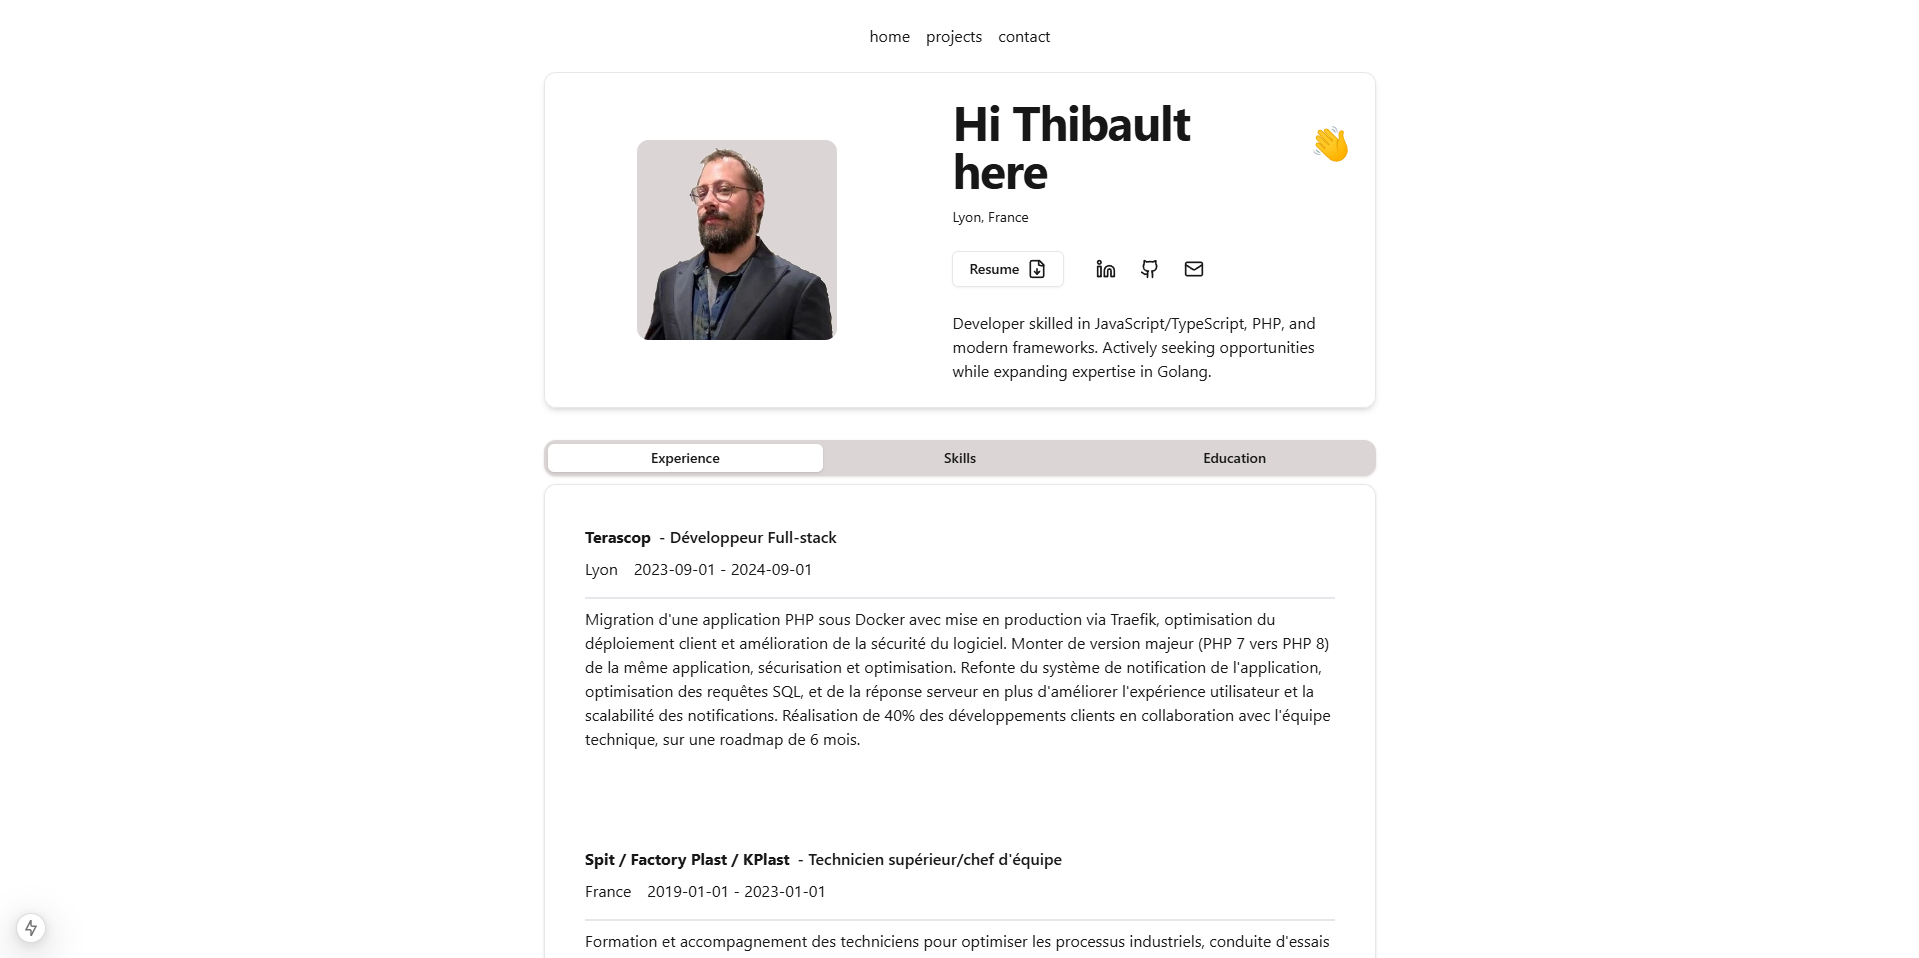 home projects contact
Hi Thibault
here
Lyon, France
Resume
Developer skilled in JavaScript/TypeScript, PHP, and
modern frameworks. Actively seeking opportunities
while expanding expertise in Golang.
Experience Skills Education
Terascop - Développeur Full-stack
Lyon 2023-09-01 - 2024-09-01
Migration d'une application PHP sous Docker avec mise en production via Traefik, optimisation du
déploiement client et amélioration de la sécurité du logiciel. Monter de version majeur (PHP 7 vers PHP 8)
de la même application, sécurisation et optimisation. Refonte du système de notification de l'application,
optimisation des requêtes SQL, et de la réponse serveur en plus d'améliorer l'expérience utilisateur et la
scalabilité des notifications. Réalisation de 40% des développements clients en collaboration avec l'équipe
technique, sur une roadmap de 6 mois.
Spit / Factory Plast / KPlast - Technicien supérieur/chef d'équipe
France 2019-01-01 - 2023-01-01
Formation et accompagnement des techniciens pour optimiser les processus industriels, conduite d'essais